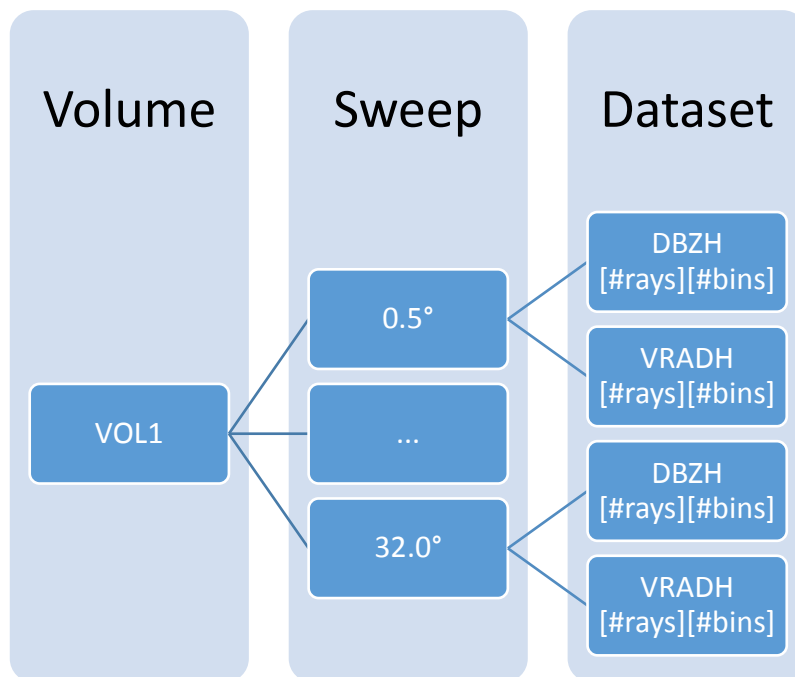 Volume
Sweep
Dataset
VOL1
0.5°
...
32.0°
DBZH
[#rays][#bins]
VRADH
[#rays][#bins]
DBZH
[#rays][#bins]
VRADH
[#rays][#bins]